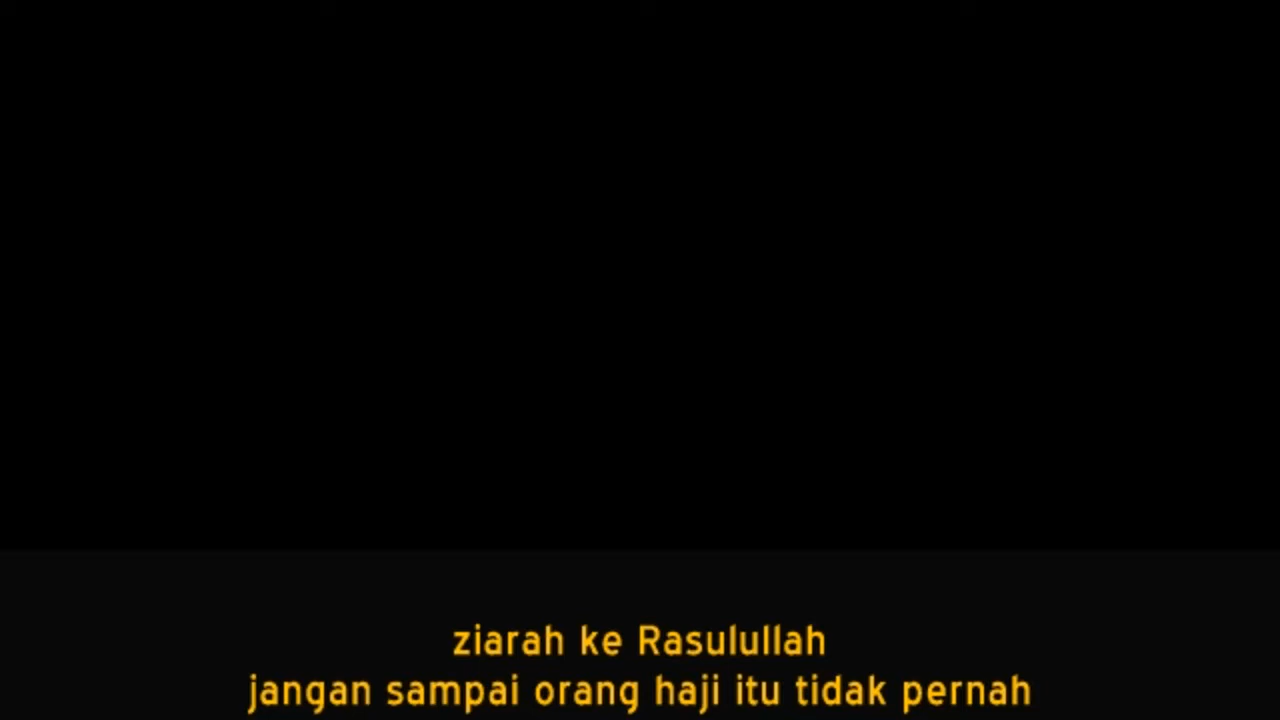 ziarah ke Rasulullah
jangan sampai orang haji itu tidak pernah